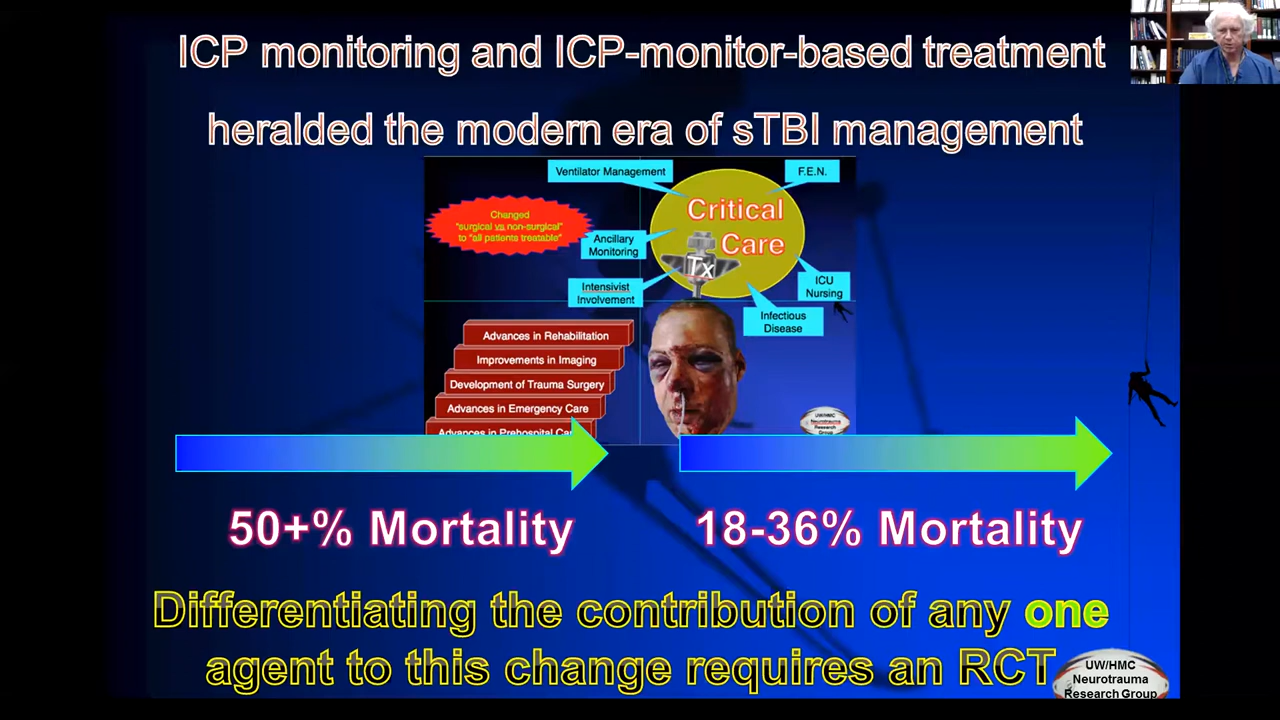 ICP monitoring and ICP-monitor-based treatment
heralded the modern era of sTBI management
Ventilator Management
F.E.N.
Changed
"surgical vs non-surgical"
to "all patients treatable"
Critical
Care
Ancillary
Monitoring
Tx
Intensivist
Involvement
ICU
Nursing
Infectious
Disease
Advances in Rehabilitation
Improvements in Imaging
Development of Trauma Surgery
Advances in Emergency Care
Advances in Prehospital
UW/HMC
Neurotrauma
Research
Group
50+% Mortality
18-36% Mortality
Differentiating the contribution of any one
agent to this change requires an RCT
UW/HMC
Neurotrauma
Research Group